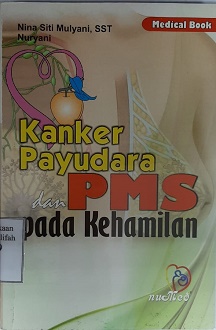 Nina Siti Mulyani, SST
Nuryani
Medical Book
Kanker
Payudara
dan PMS
pada Kehamilan
nuMed